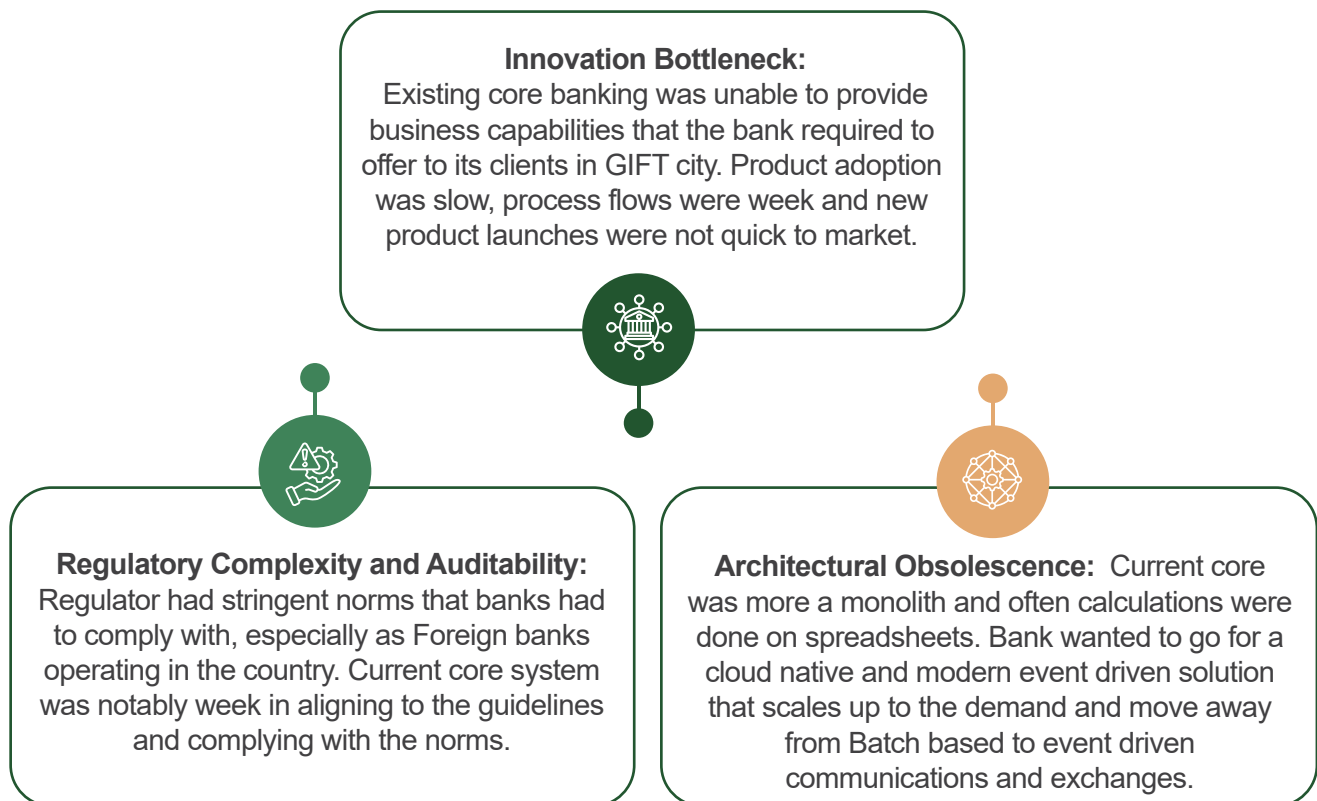 Innovation Bottleneck:
Existing core banking was unable to provide
business capabilities that the bank required to
offer to its clients in GIFT city. Product adoption
was slow, process flows were week and new
product launches were not quick to market.
Regulatory Complexity and Auditability:
Regulator had stringent norms that banks had
to comply with, especially as Foreign banks
operating in the country. Current core system
was notably week in aligning to the guidelines
and complying with the norms.
Architectural Obsolescence: Current core
was more a monolith and often calculations were
done on spreadsheets. Bank wanted to go for a
cloud native and modern event driven solution
that scales up to the demand and move away
from Batch based to event driven
communications and exchanges.